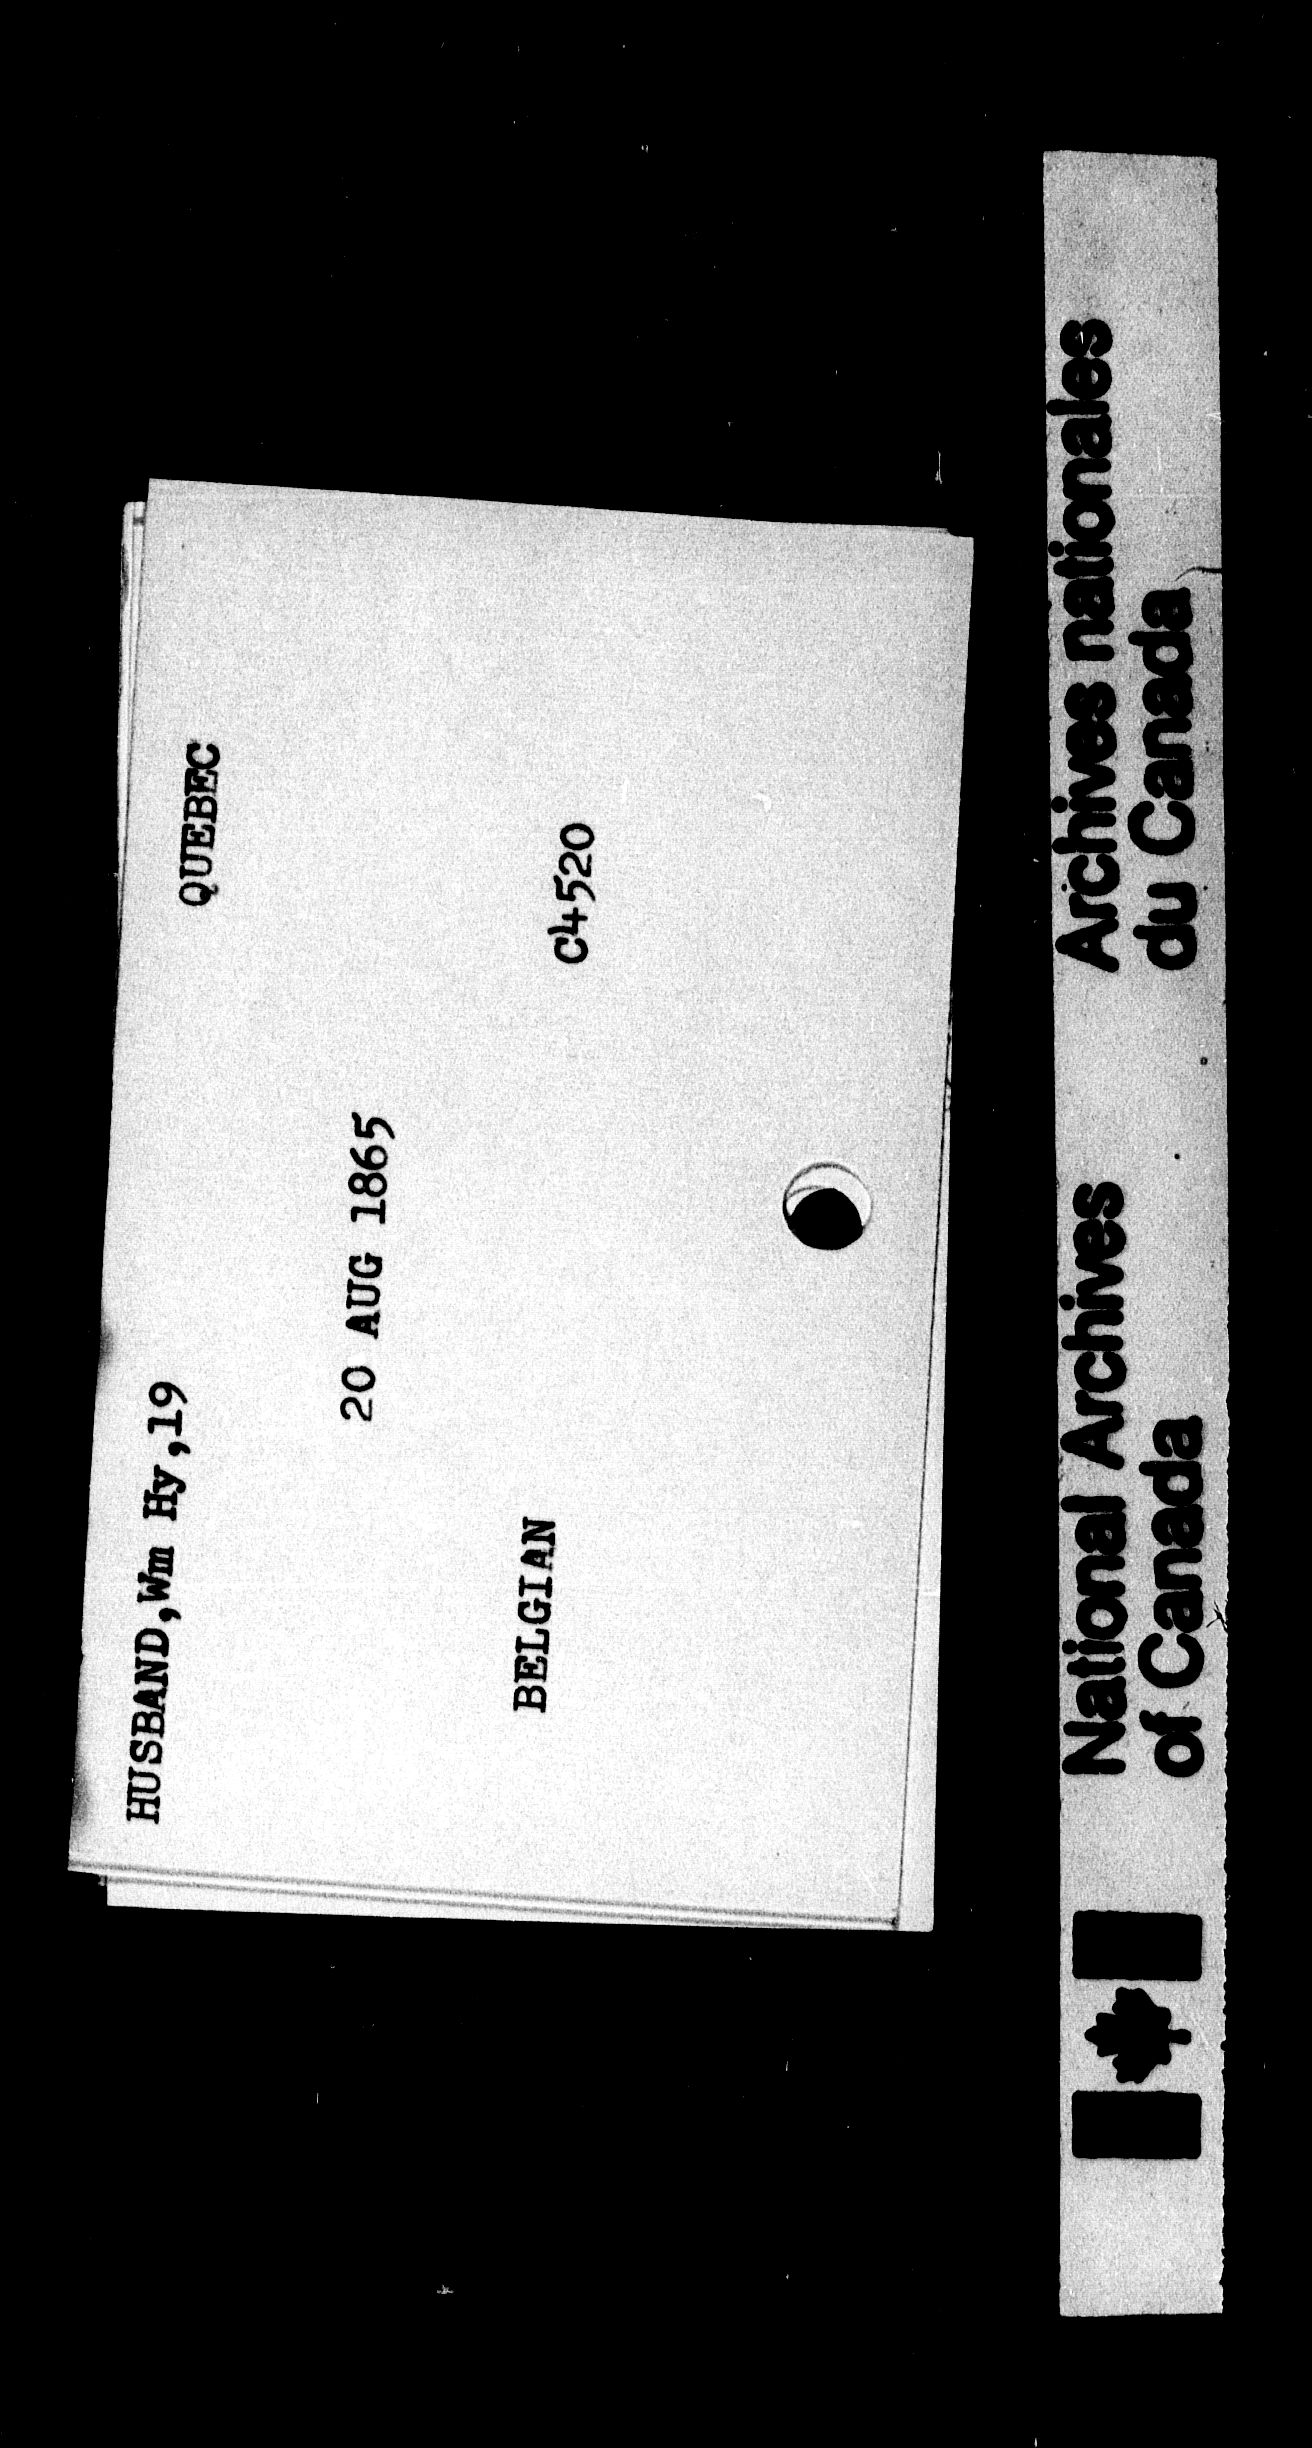 HUSBAND,Wm Hy,19 QUEBEC
20 AUG 1865
BELGIAN C4520
National Archives
of Canada
Archives nationales
du Canada